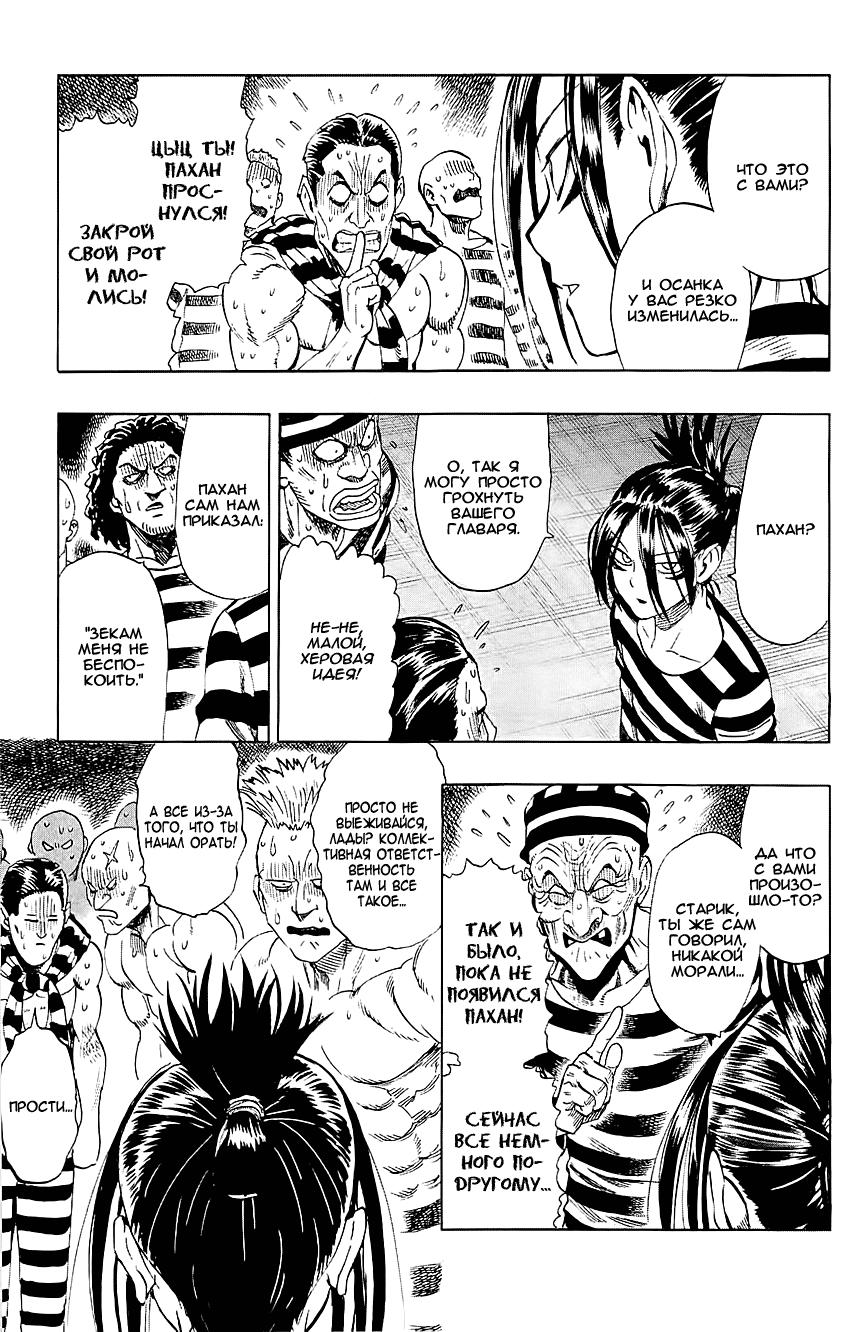 ЧТО ЭТО
С ВАМИ?
И ОСАНКА
У ВАС РЕЗКО
ИЗМЕНИЛАСЬ...
ЦЫЩ ТЫ!
ПАХАН
ПРОС-
НУЛСЯ!
ЗАКРОЙ
СВОЙ РОТ
И МО-
ЛИСЬ!
ПАХАН?
О, ТАК Я
МОГУ ПРОСТО
ГРОХНУТЬ
ВАШЕГО
ГЛАВАРЯ.
НЕ-НЕ,
МАЛОЙ,
ХЕРОВАЯ
ИДЕЯ!
ПАХАН
САМ НАМ
ПРИКАЗАЛ:
"ЗЕКАМ
МЕНЯ НЕ
БЕСПО-
КОИТЬ."
ДА ЧТО
С ВАМИ
ПРОИЗО-
ШЛО-ТО?
СТАРИК,
ТЫ ЖЕ САМ
ГОВОРИЛ,
НИКАКОЙ
МОРАЛИ...
ТАК И
БЫЛО,
ПОКА НЕ
ПОЯВИЛСЯ
ПАХАН!
СЕЙЧАС
ВСЕ НЕМ-
НОГО ПО-
ДРУГОМУ...
ПРОСТО НЕ
ВЫЕЖИВАЙСЯ,
ЛАДЫ? КОЛЛЕК-
ТИВНАЯ ОТВЕТСТ-
ВЕННОСТЬ
ТАМ И ВСЕ
ТАКОЕ...
А ВСЕ ИЗ-ЗА
ТОГО, ЧТО ТЫ
НАЧАЛ ОРАТЬ!
ПРОСТИ...